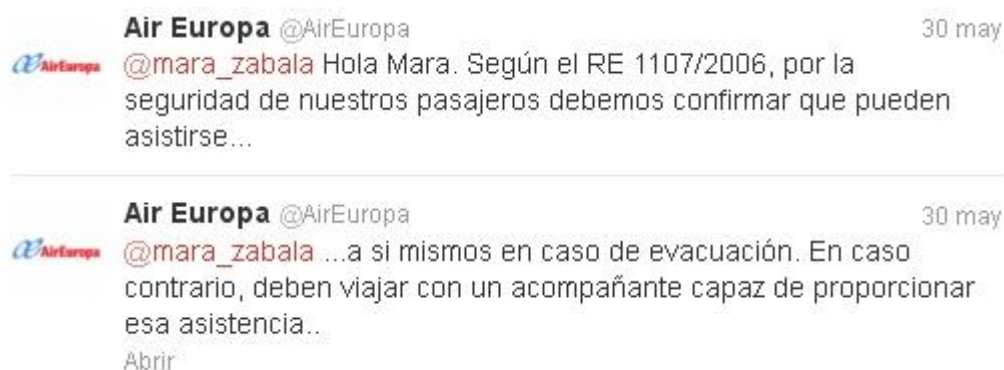 Air Europa @AirEuropa 30 may
AirEuropa @mara_zabala Hola Mara. Según el RE 1107/2006, por la
seguridad de nuestros pasajeros debemos confirmar que pueden
asistirse...
Air Europa @AirEuropa 30 may
AirEuropa @mara_zabala ...a si mismos en caso de evacuación. En caso
contrario, deben viajar con un acompañante capaz de proporcionar
esa asistencia..
Abrir